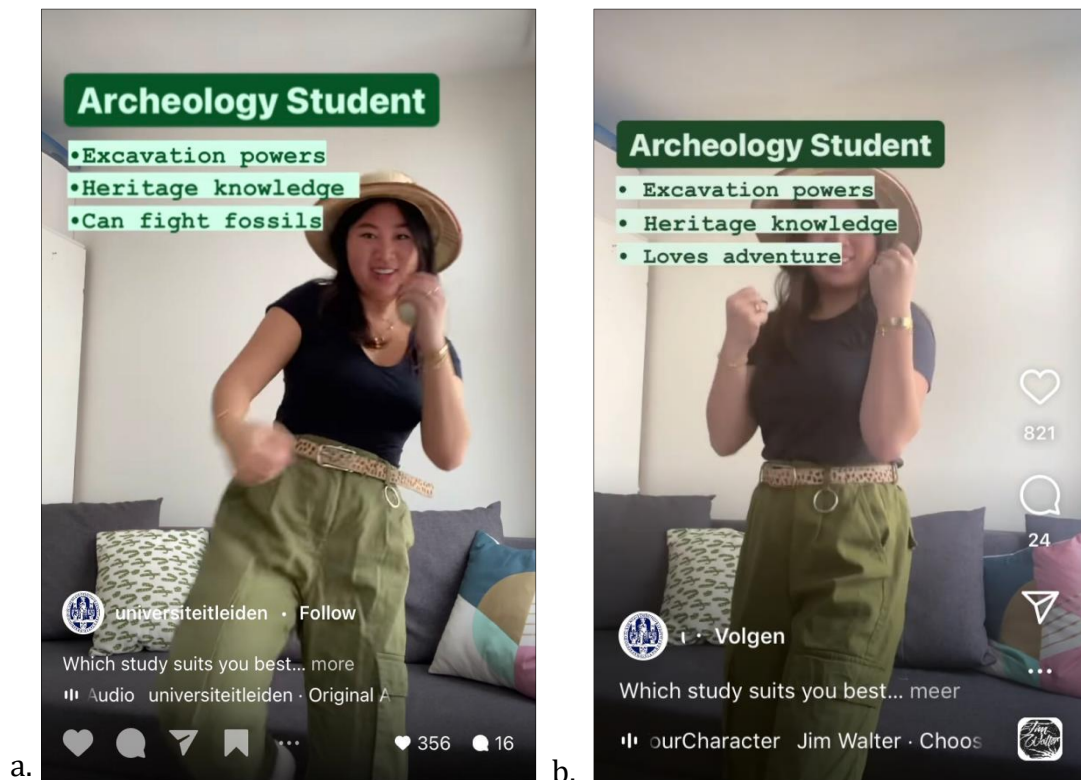 Archeology Student
•Excavation powers
•Heritage knowledge
•Can fight fossils
universiteitleiden · Follow
Which study suits you best... more
Audio universiteitleiden · Original A
356
16
a.
Archeology Student
• Excavation powers
• Heritage knowledge
• Loves adventure
821
24
· Volgen
Which study suits you best... meer
ourCharacter Jim Walter · Choos
Jim Walter
b.